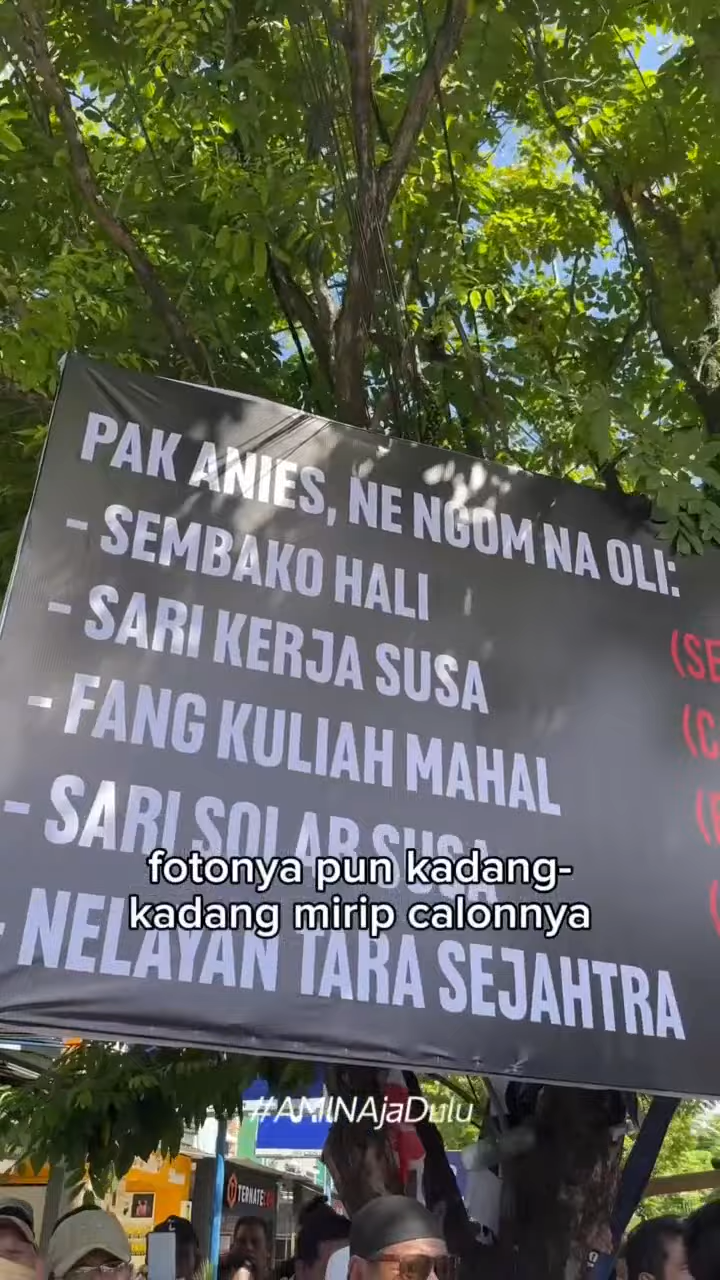 PAK ANIES, NE NGOM NA OLI:
- SEMBAKO HALI
(SE
- SARI KERJA SUSA
(C
- FANG KULIAH MAHAL
- SARI SOLAR SUSA
fotonya pun kadang-
kadang mirip calonnya
- NELAYAN TARA SEJAHTRA
#AMINAjaDulu
TERNATE